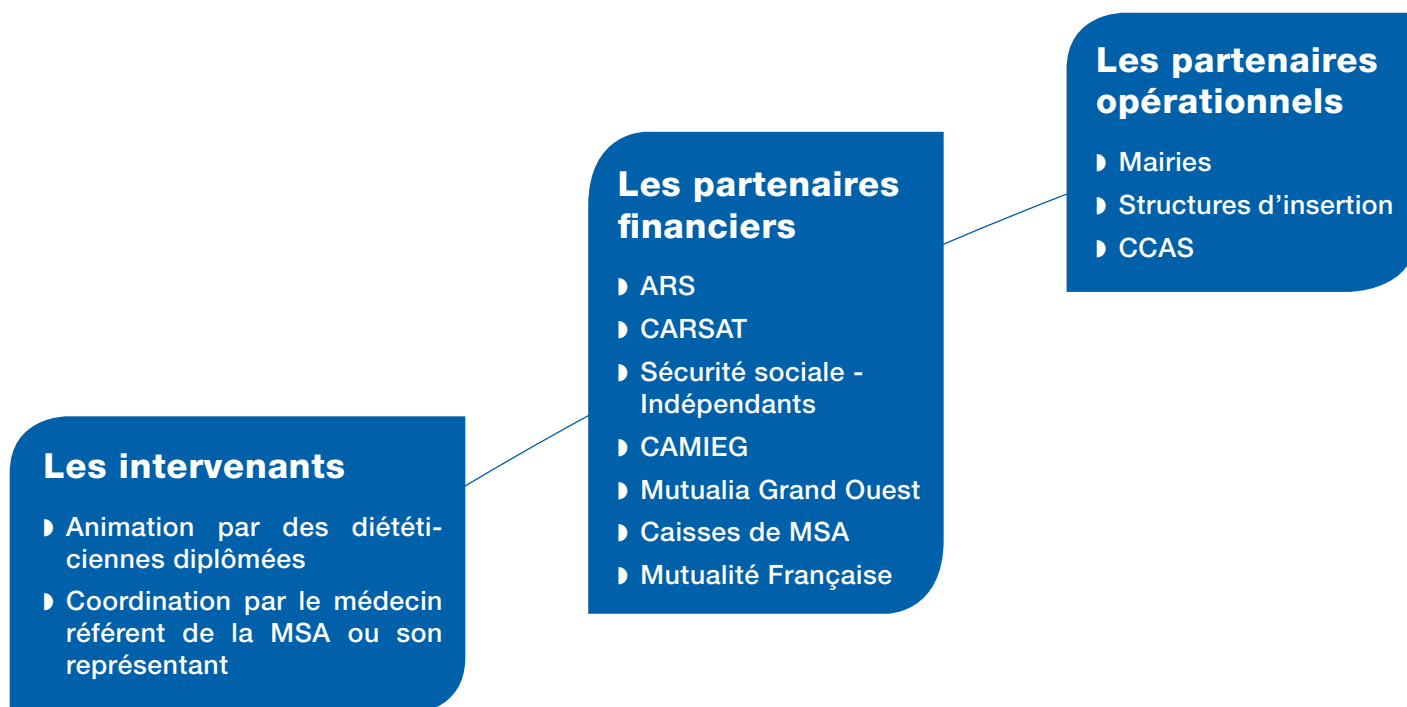 Les partenaires
opérationnels
◗ Mairies
◗ Structures d’insertion
◗ CCAS
Les partenaires
financiers
◗ ARS
◗ CARSAT
◗ Sécurité sociale -
Indépendants
◗ CAMIEG
◗ Mutualia Grand Ouest
◗ Caisses de MSA
◗ Mutualité Française
Les intervenants
◗ Animation par des diététi-
ciennes diplômées
◗ Coordination par le médecin
référent de la MSA ou son
représentant